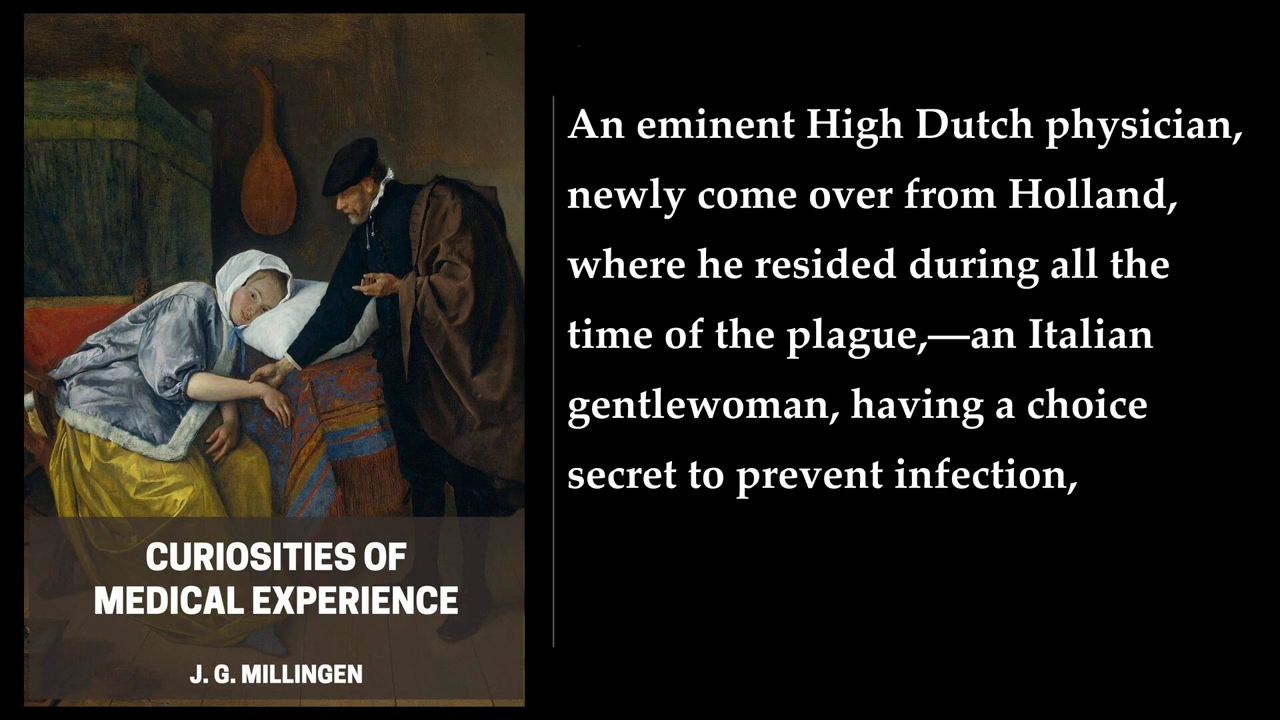 An eminent High Dutch physician,
newly come over from Holland,
where he resided during all the
time of the plague,—an Italian
gentlewoman, having a choice
secret to prevent infection,
CURIOSITIES OF
MEDICAL EXPERIENCE
J. G. MILLINGEN